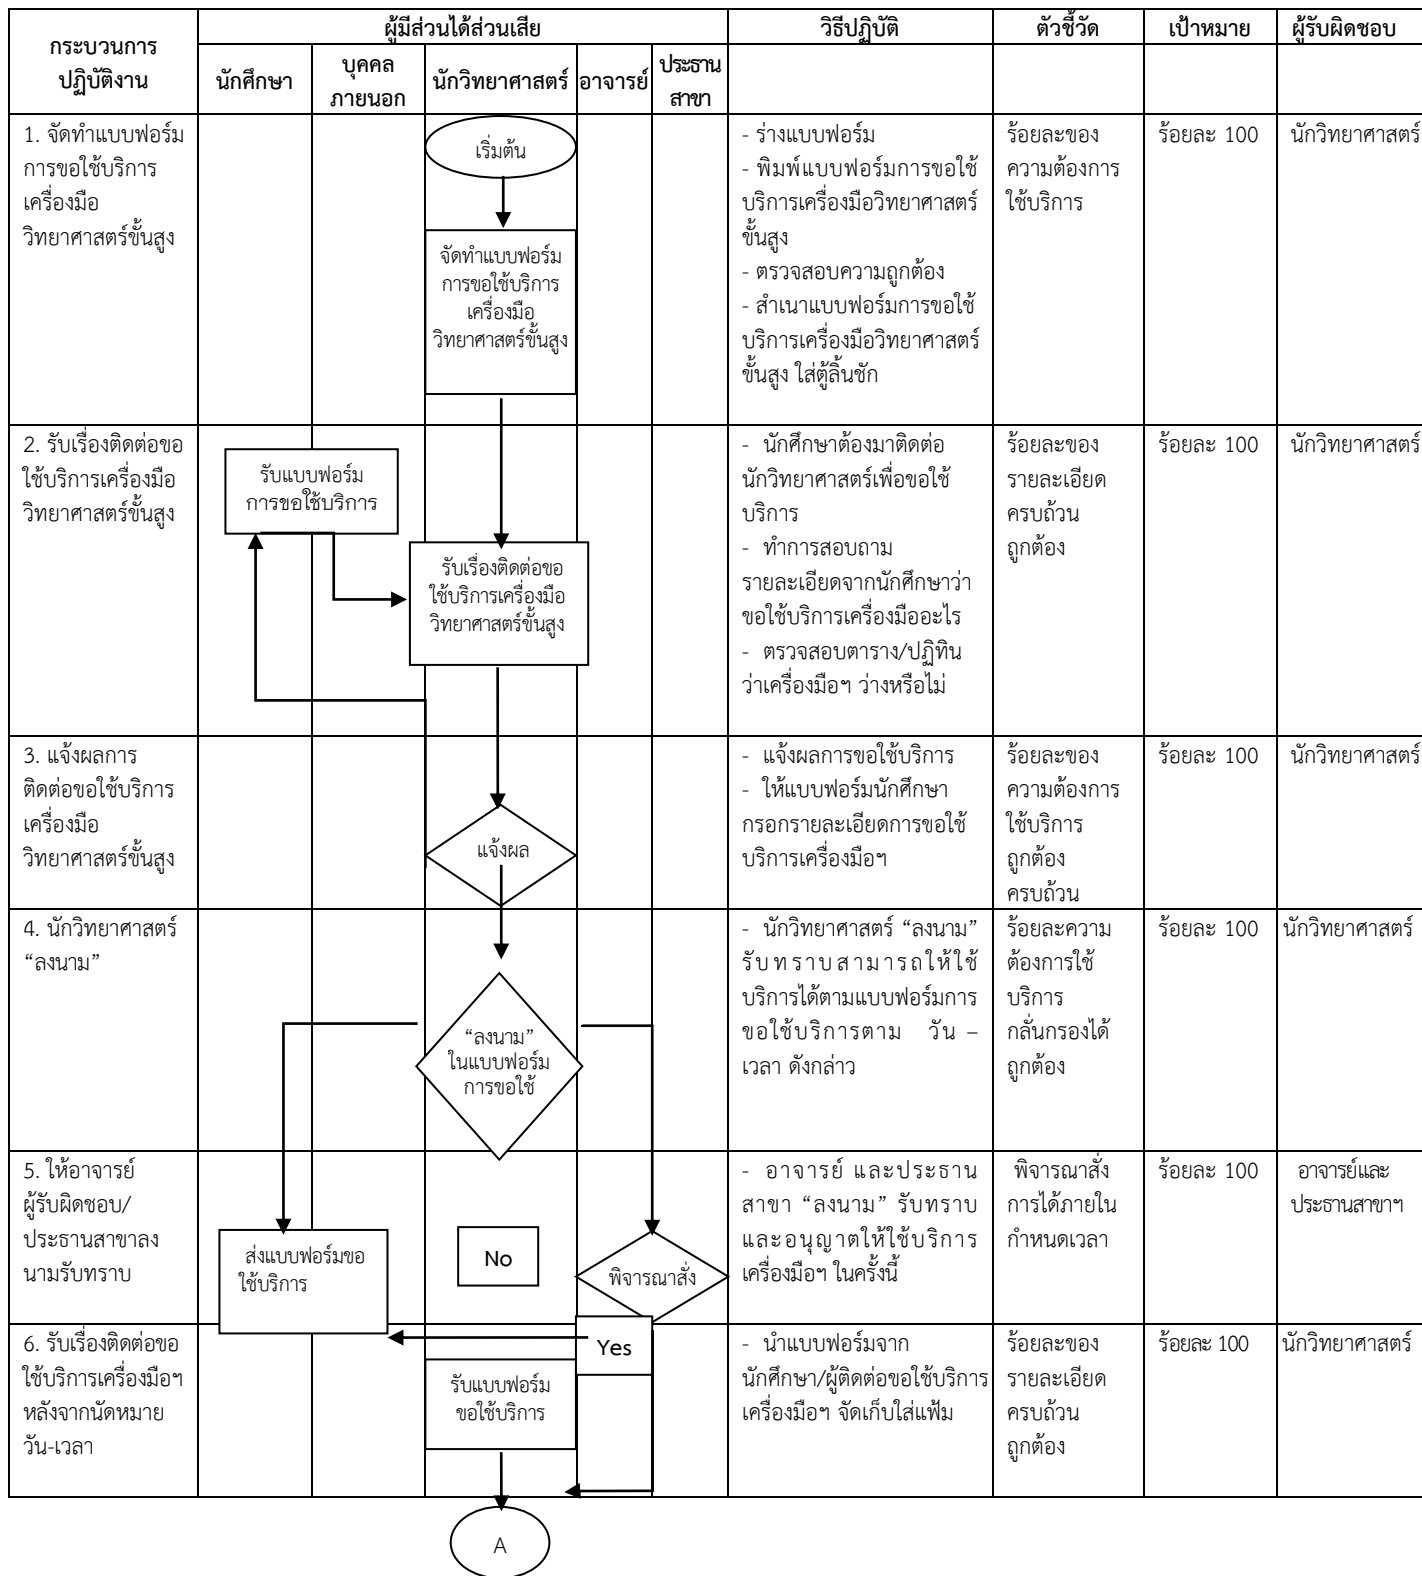 กระบวนการ
ปฏิบัติงาน
ผู้มีส่วนได้ส่วนเสีย
วิธีปฏิบัติ
ตัวชี้วัด
เป้าหมาย
ผู้รับผิดชอบ
นักศึกษา
บุคคล
ภายนอก
นักวิทยาศาสตร์
อาจารย์
ประธาน
สาขา
1. จัดทำแบบฟอร์ม
การขอใช้บริการ
เครื่องมือ
วิทยาศาสตร์ขั้นสูง
เริ่มต้น
จัดทำแบบฟอร์ม
การขอใช้บริการ
เครื่องมือ
วิทยาศาสตร์ขั้นสูง
- ร่างแบบฟอร์ม
- พิมพ์แบบฟอร์มการขอใช้
บริการเครื่องมือวิทยาศาสตร์
ขั้นสูง
- ตรวจสอบความถูกต้อง
- สำเนาแบบฟอร์มการขอใช้
บริการเครื่องมือวิทยาศาสตร์
ขั้นสูง ใส่ตู้ลิ้นชัก
ร้อยละของ
ความต้องการ
ใช้บริการ
ร้อยละ 100
นักวิทยาศาสตร์
2. รับเรื่องติดต่อขอ
ใช้บริการเครื่องมือ
วิทยาศาสตร์ขั้นสูง
รับแบบฟอร์ม
การขอใช้บริการ
รับเรื่องติดต่อขอ
ใช้บริการเครื่องมือ
วิทยาศาสตร์ขั้นสูง
- นักศึกษาต้องมาติดต่อ
นักวิทยาศาสตร์เพื่อขอใช้
บริการ
- ทำการสอบถาม
รายละเอียดจากนักศึกษาว่า
ขอใช้บริการเครื่องมืออะไร
- ตรวจสอบตาราง/ปฏิทิน
ว่าเครื่องมือฯ ว่างหรือไม่
ร้อยละของ
รายละเอียด
ครบถ้วน
ถูกต้อง
ร้อยละ 100
นักวิทยาศาสตร์
3. แจ้งผลการ
ติดต่อขอใช้บริการ
เครื่องมือ
วิทยาศาสตร์ขั้นสูง
แจ้งผล
- แจ้งผลการขอใช้บริการ
- ให้แบบฟอร์มนักศึกษา
กรอกรายละเอียดการขอใช้
บริการเครื่องมือฯ
ร้อยละของ
ความต้องการ
ใช้บริการ
ถูกต้อง
ครบถ้วน
ร้อยละ 100
นักวิทยาศาสตร์
4. นักวิทยาศาสตร์
“ลงนาม”
“ลงนาม”
ในแบบฟอร์ม
การขอใช้
- นักวิทยาศาสตร์ “ลงนาม”
รับทราบสามารถให้ใช้
บริการได้ตามแบบฟอร์มการ
ขอใช้บริการตาม วัน –
เวลา ดังกล่าว
ร้อยละความ
ต้องการใช้
บริการ
กลั่นกรองได้
ถูกต้อง
ร้อยละ 100
นักวิทยาศาสตร์
5. ให้อาจารย์
ผู้รับผิดชอบ/
ประธานสาขาลง
นามรับทราบ
ส่งแบบฟอร์มขอ
ใช้บริการ
No
พิจารณาสั่ง
- อาจารย์ และประธาน
สาขา “ลงนาม” รับทราบ
และอนุญาตให้ใช้บริการ
เครื่องมือฯ ในครั้งนี้
พิจารณาสั่ง
การได้ภายใน
กำหนดเวลา
ร้อยละ 100
อาจารย์และ
ประธานสาขาฯ
6. รับเรื่องติดต่อขอ
ใช้บริการเครื่องมือฯ
หลังจากนัดหมาย
วัน-เวลา
Yes
รับแบบฟอร์ม
ขอใช้บริการ
- นำแบบฟอร์มจาก
นักศึกษา/ผู้ติดต่อขอใช้บริการ
เครื่องมือฯ จัดเก็บใส่แฟ้ม
ร้อยละของ
รายละเอียด
ครบถ้วน
ถูกต้อง
ร้อยละ 100
นักวิทยาศาสตร์
A